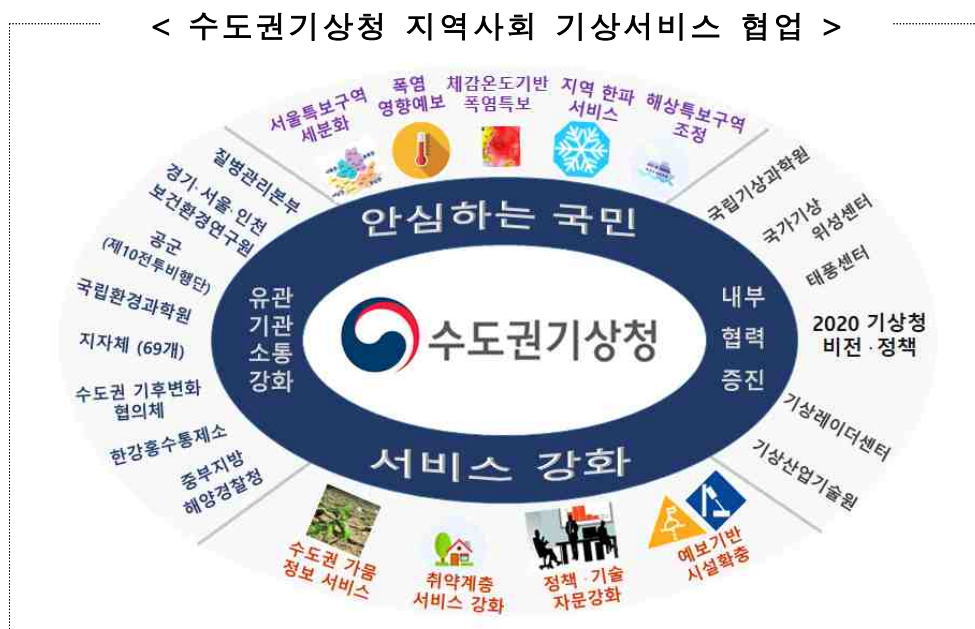 < 수도권기상청 지역사회 기상서비스 협업 >
서울특보구역
세분화
폭염
영향예보
체감온도기반
폭염특보
지역 한파
서비스
해상특보구역
조정
안심하는 국민
질병관리본부
경기·서울·인천
보건환경연구원
공군
(제10전투비행단)
국립환경과학원
지자체 (69개)
수도권 기후변화
협의체
한강홍수통제소
중부지방
해양경찰청
유관
기관
소통
강화
수도권기상청
내부
협력
증진
국립기상과학원
국가기상
위성센터
태풍센터
2020 기상청
비전·정책
기상레이더센터
기상산업기술원
서비스 강화
수도권 가뭄
정보 서비스
취약계층
서비스 강화
정책·기술
자문강화
예보기반
시설확충